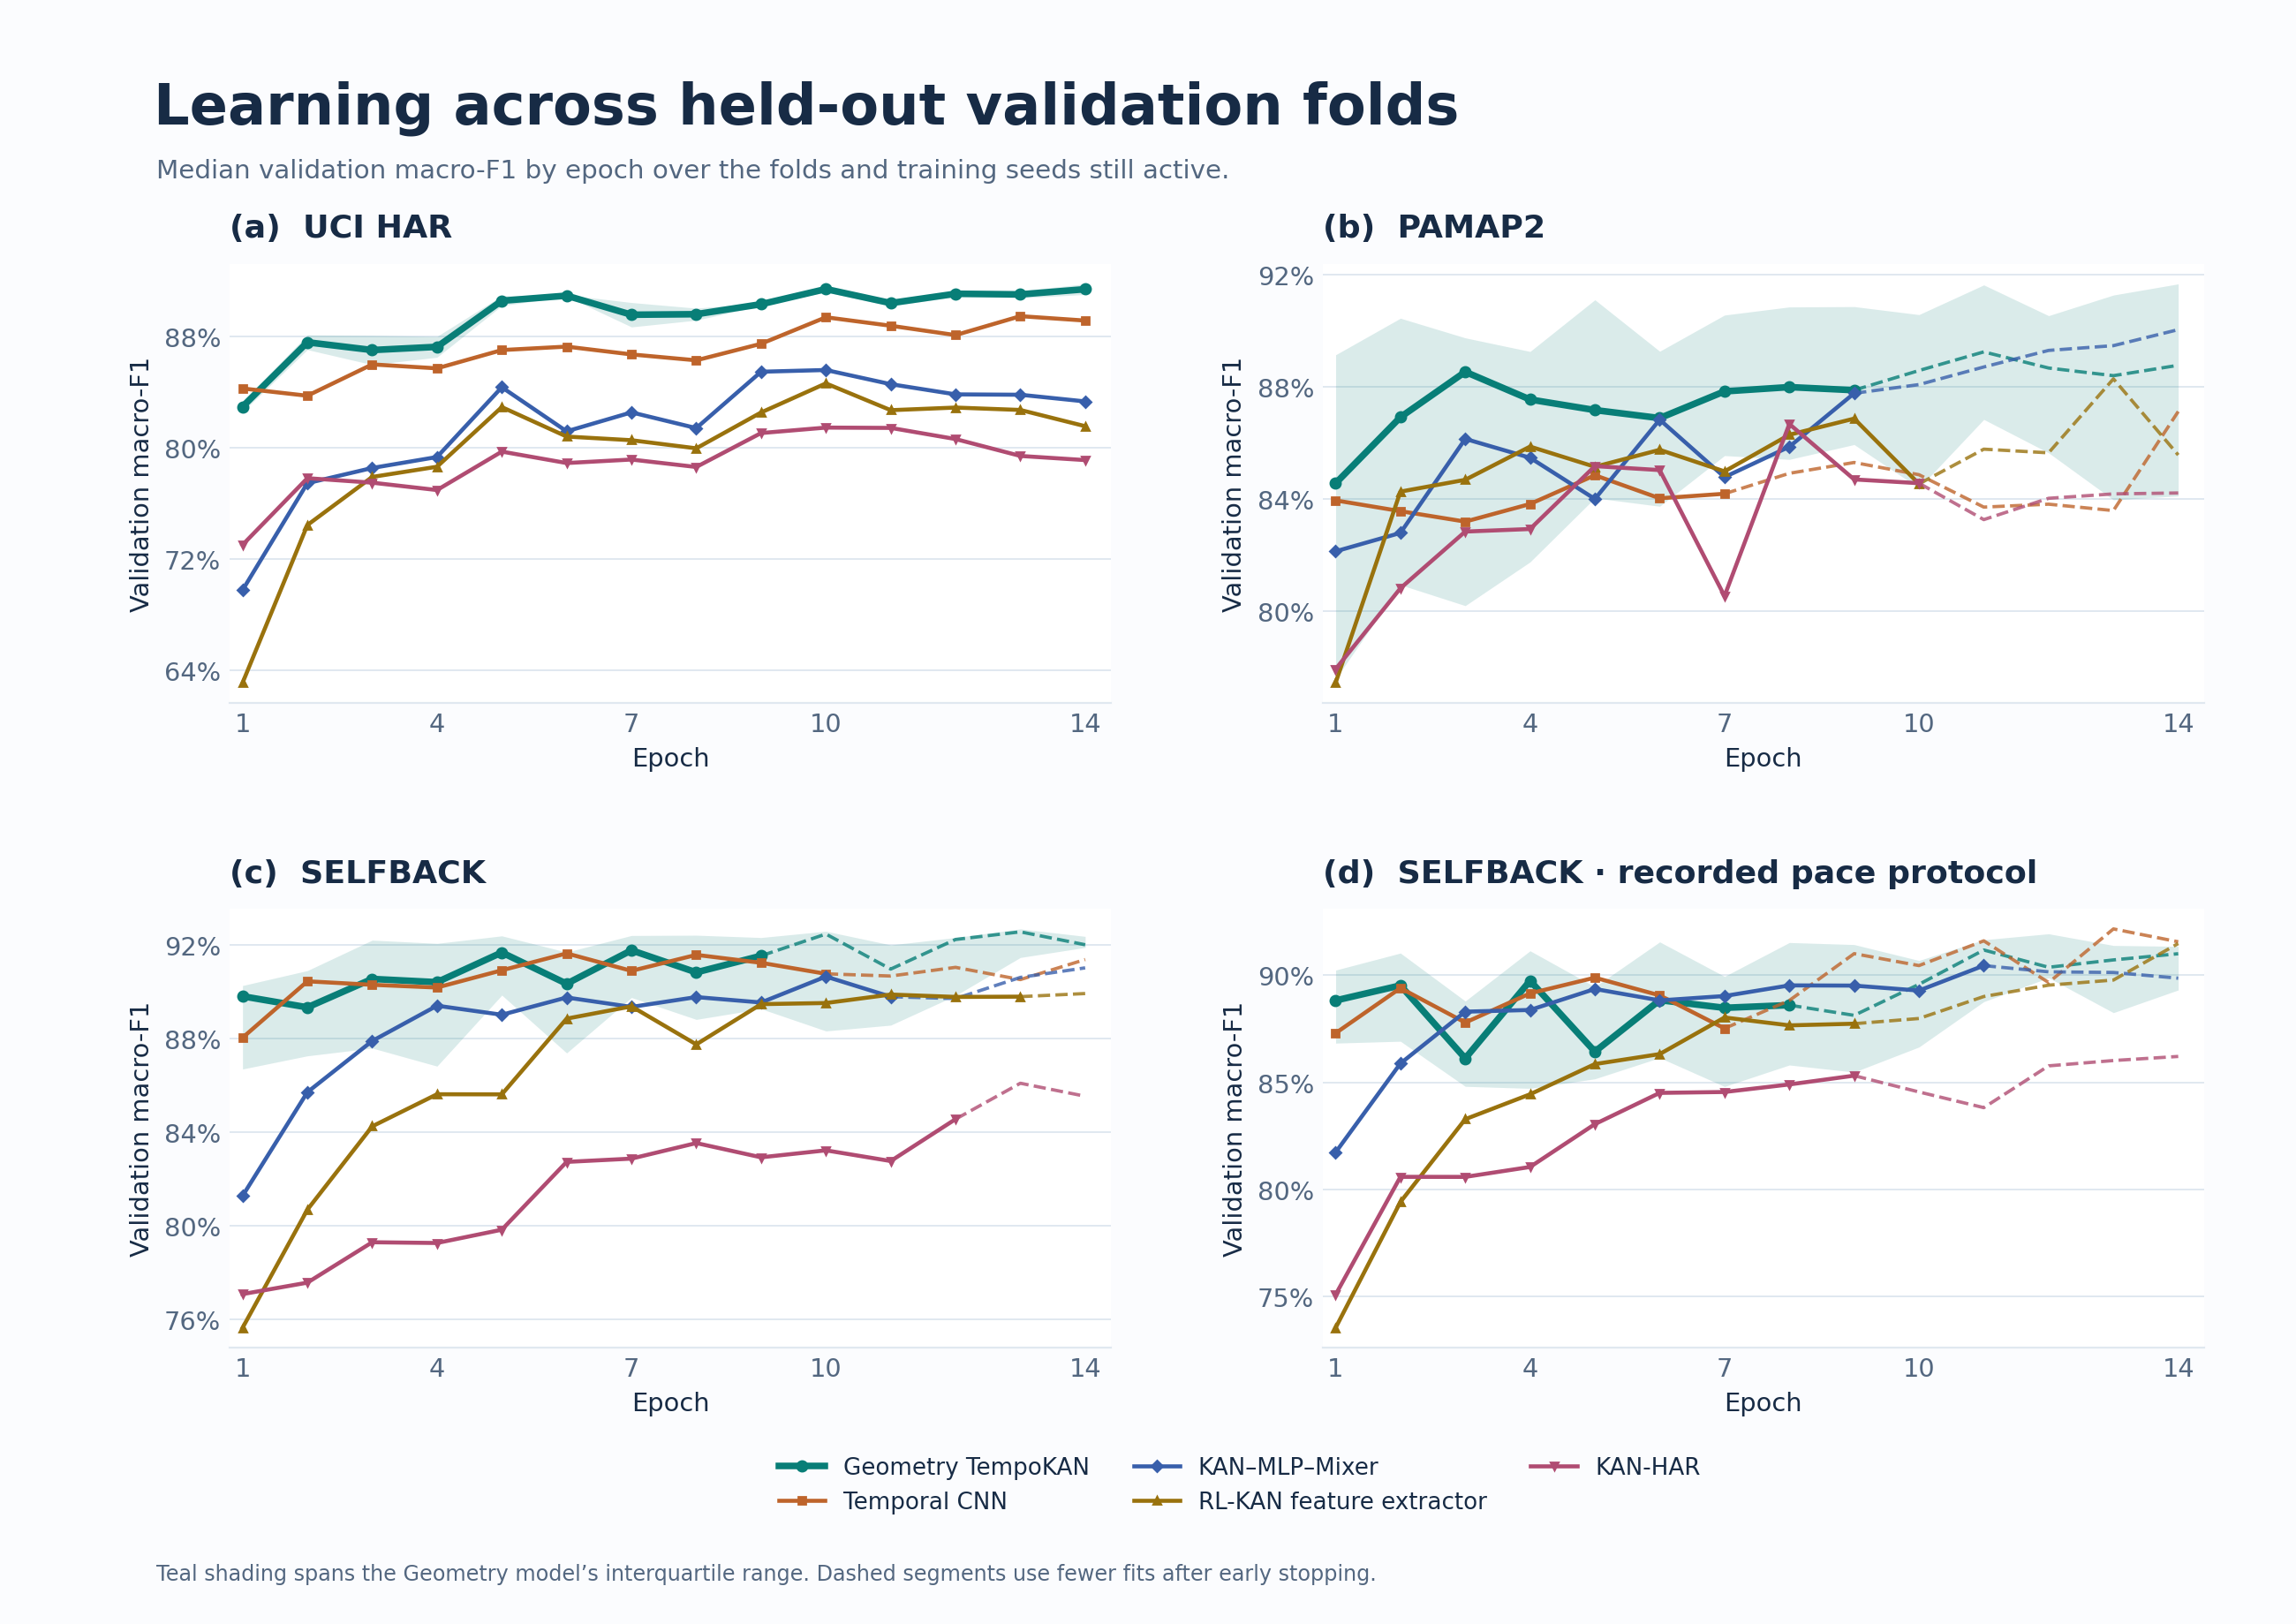 Learning across held-out validation folds
Median validation macro-F1 by epoch over the folds and training seeds still active.
(a) UCI HAR
Validation macro-F1
88%
80%
72%
64%
1 4 7 10 14
Epoch
(b) PAMAP2
Validation macro-F1
92%
88%
84%
80%
1 4 7 10 14
Epoch
(c) SELFBACK
Validation macro-F1
92%
88%
84%
80%
76%
1 4 7 10 14
Epoch
(d) SELFBACK · recorded pace protocol
Validation macro-F1
90%
85%
80%
75%
1 4 7 10 14
Epoch
Geometry TempoKAN
Temporal CNN
KAN–MLP–Mixer
RL-KAN feature extractor
KAN-HAR
Teal shading spans the Geometry model’s interquartile range. Dashed segments use fewer fits after early stopping.